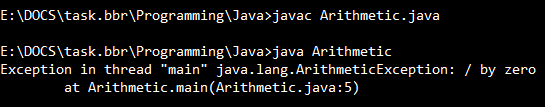 E:\DOCS\task.bbr\Programming\Java>javac Arithmetic.java
E:\DOCS\task.bbr\Programming\Java>java Arithmetic
Exception in thread "main" java.lang.ArithmeticException: / by zero
at Arithmetic.main(Arithmetic.java:5)